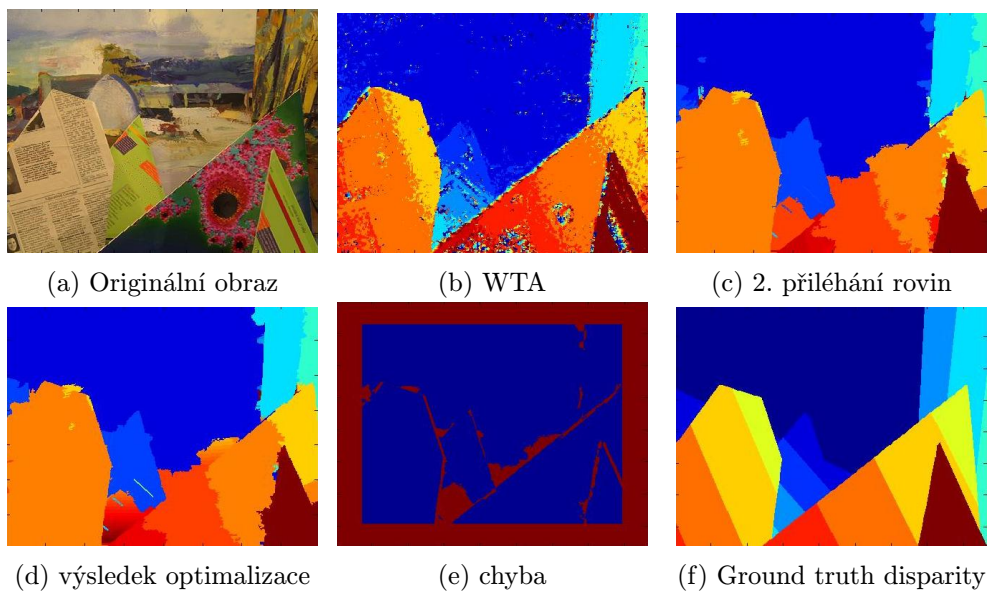 (a) Originální obraz
(b) WTA
(c) 2. přiléhání rovin
(d) výsledek optimalizace
(e) chyba
(f) Ground truth disparity